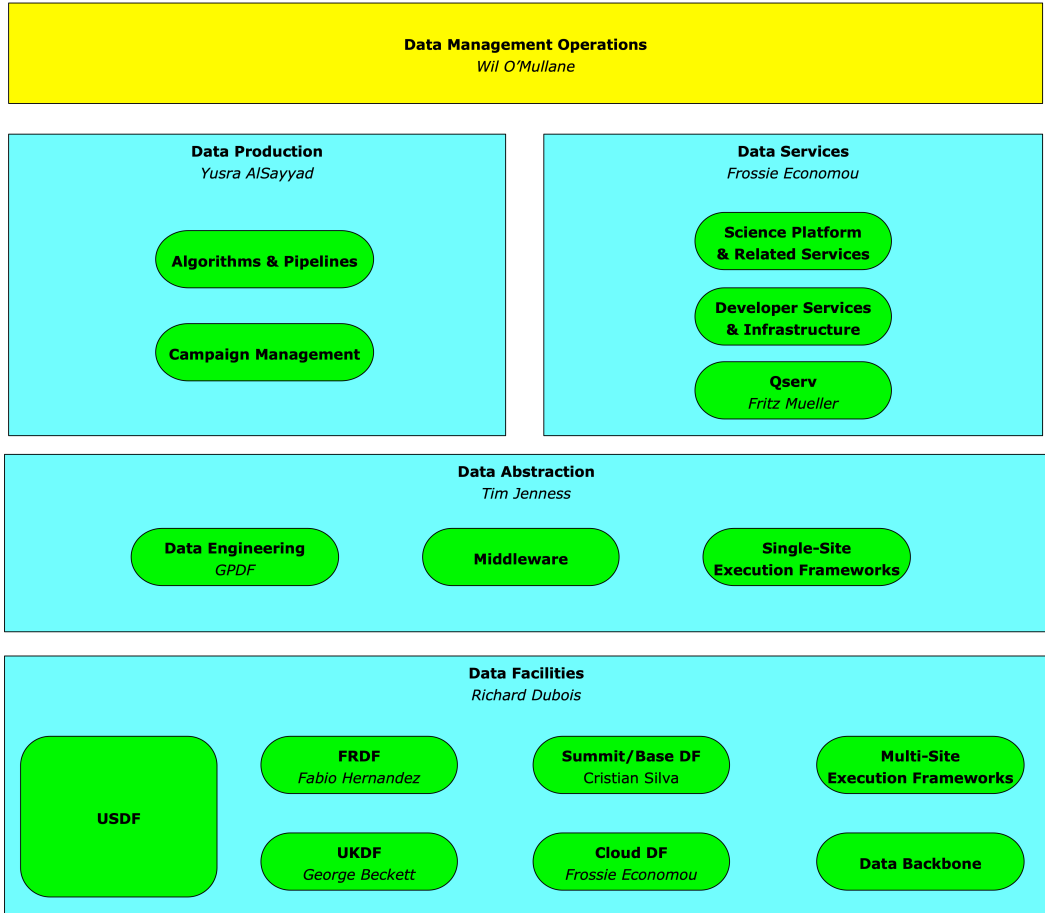 Data Management Operations
Wil O’Mullane
Data Production
Yusra AlSayyad
Algorithms & Pipelines
Campaign Management
Data Services
Frossie Economou
Science Platform
& Related Services
Developer Services
& Infrastructure
Qserv
Fritz Mueller
Data Abstraction
Tim Jenness
Data Engineering
GPDF
Middleware
Single-Site
Execution Frameworks
Data Facilities
Richard Dubois
USDF
FRDF
Fabio Hernandez
Summit/Base DF
Cristian Silva
Multi-Site
Execution Frameworks
UKDF
George Beckett
Cloud DF
Frossie Economou
Data Backbone